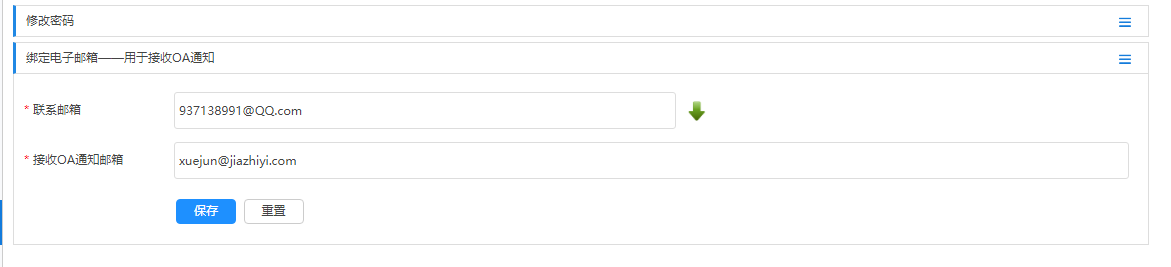 修改密码
绑定电子邮箱——用于接收OA通知
* 联系邮箱 937138991@QQ.com
* 接收OA通知邮箱 xuejun@jiazhiyi.com
保存 重置